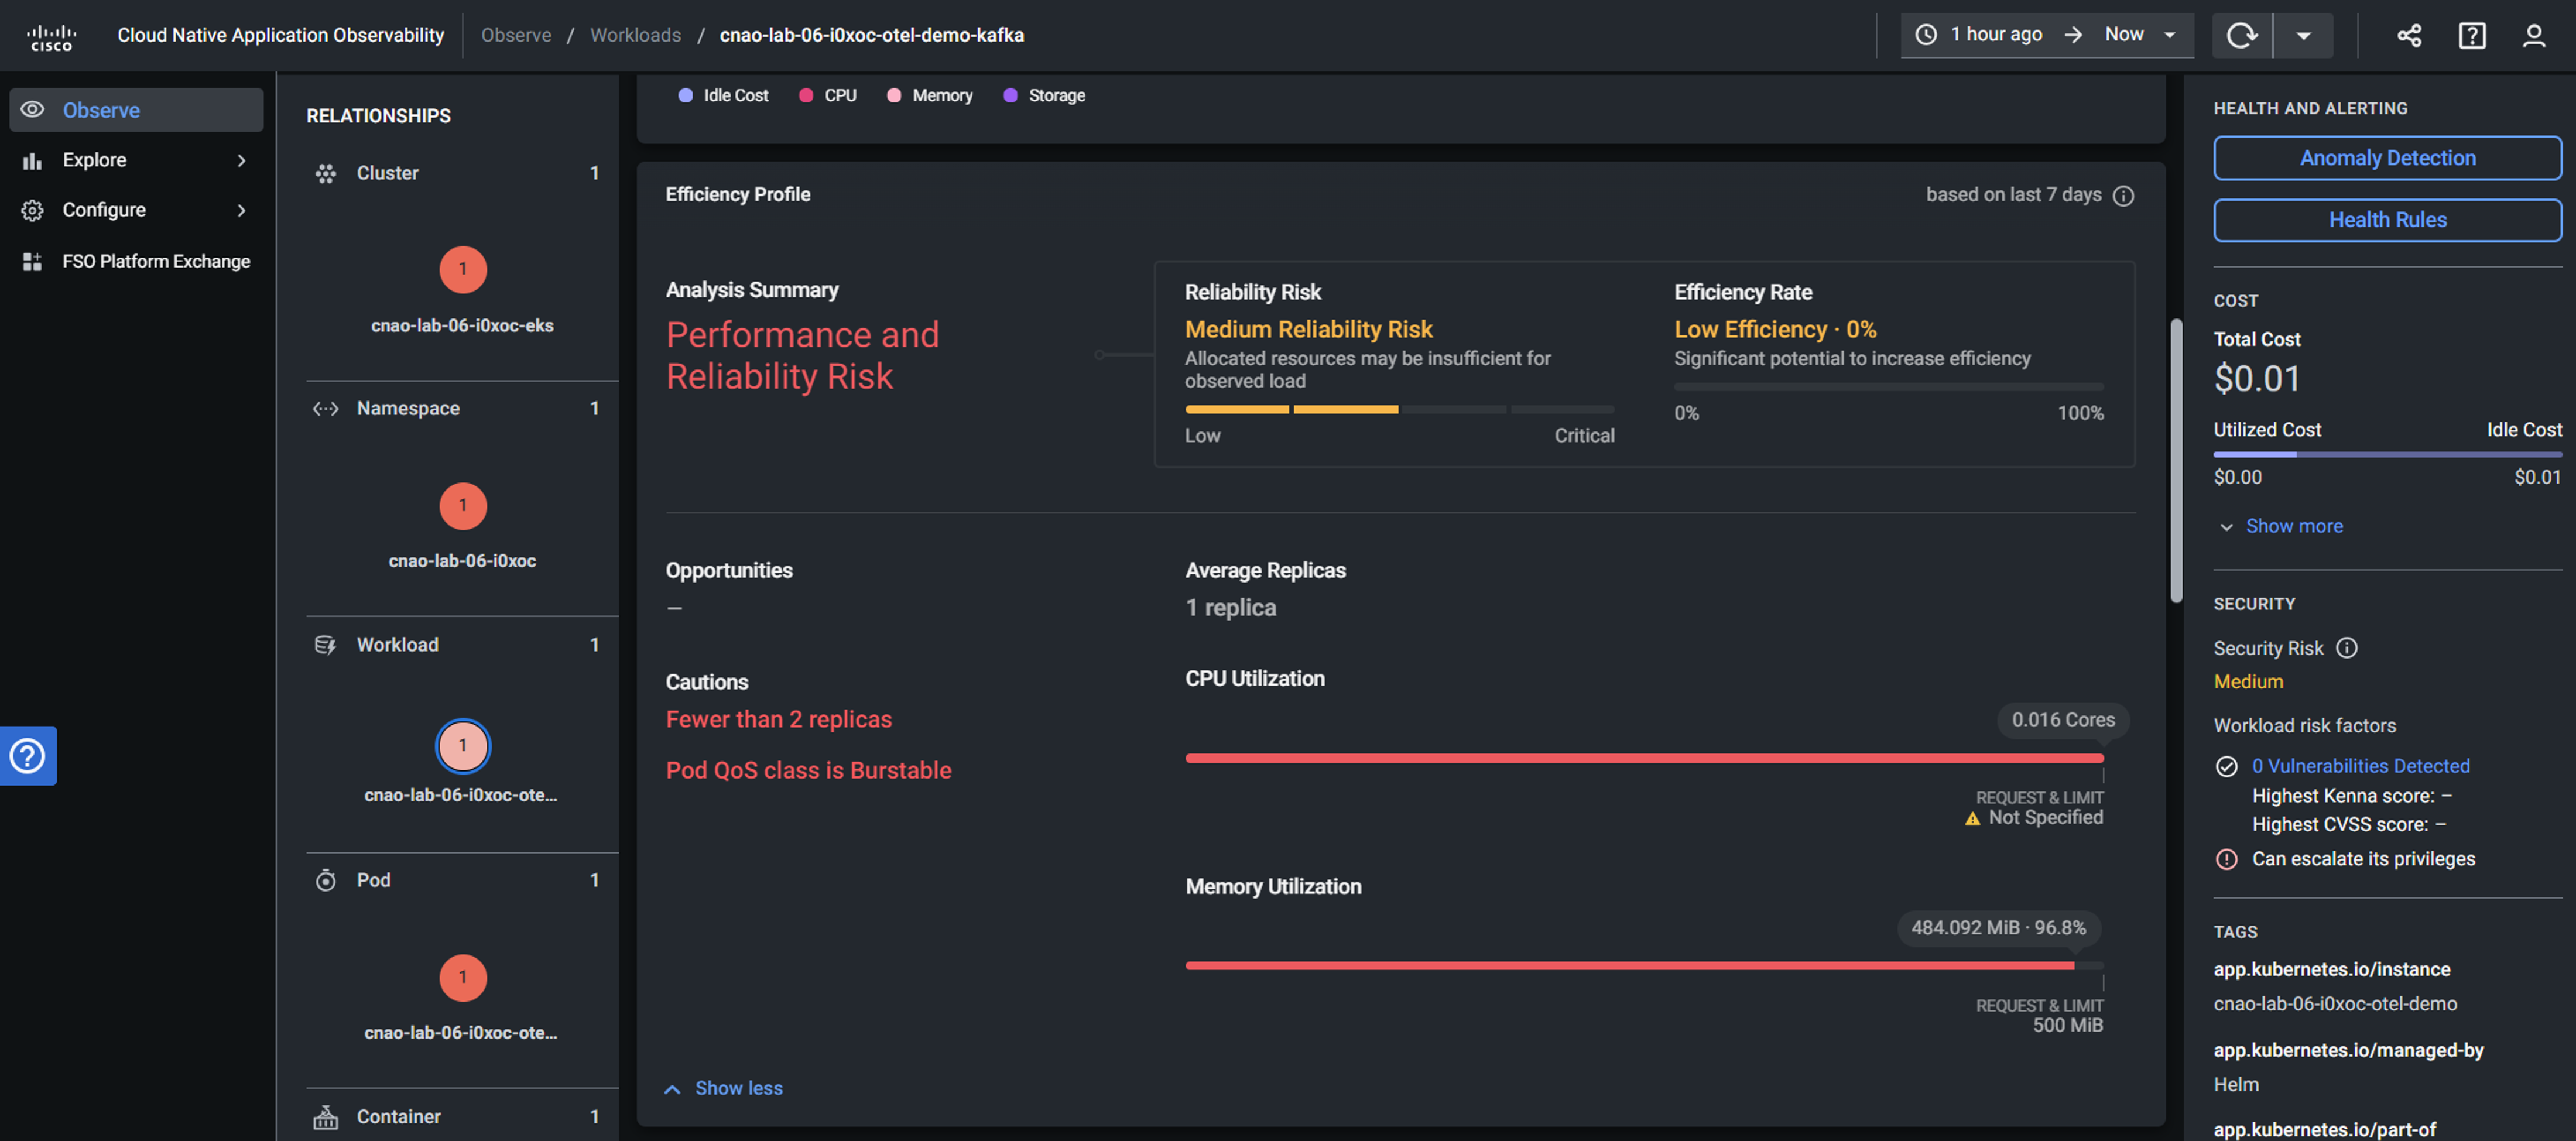 cisco
Cloud Native Application Observability
Observe / Workloads / cnao-lab-06-i0xoc-otel-demo-kafka
1 hour ago → Now
Observe
Explore
Configure
FSO Platform Exchange
RELATIONSHIPS
Cluster 1
1
cnao-lab-06-i0xoc-eks
Namespace 1
1
cnao-lab-06-i0xoc
Workload 1
1
cnao-lab-06-i0xoc-ote...
Pod 1
1
cnao-lab-06-i0xoc-ote...
Container 1
Idle Cost CPU Memory Storage
Efficiency Profile
based on last 7 days
Analysis Summary
Performance and
Reliability Risk
Reliability Risk
Medium Reliability Risk
Allocated resources may be insufficient for
observed load
Low Critical
Efficiency Rate
Low Efficiency · 0%
Significant potential to increase efficiency
0% 100%
Opportunities
–
Cautions
Fewer than 2 replicas
Pod QoS class is Burstable
Average Replicas
1 replica
CPU Utilization
0.016 Cores
REQUEST & LIMIT
Not Specified
Memory Utilization
484.092 MiB · 96.8%
REQUEST & LIMIT
500 MiB
Show less
HEALTH AND ALERTING
Anomaly Detection
Health Rules
COST
Total Cost
$0.01
Utilized Cost Idle Cost
$0.00 $0.01
Show more
SECURITY
Security Risk
Medium
Workload risk factors
0 Vulnerabilities Detected
Highest Kenna score: –
Highest CVSS score: –
Can escalate its privileges
TAGS
app.kubernetes.io/instance
cnao-lab-06-i0xoc-otel-demo
app.kubernetes.io/managed-by
Helm
app.kubernetes.io/part-of